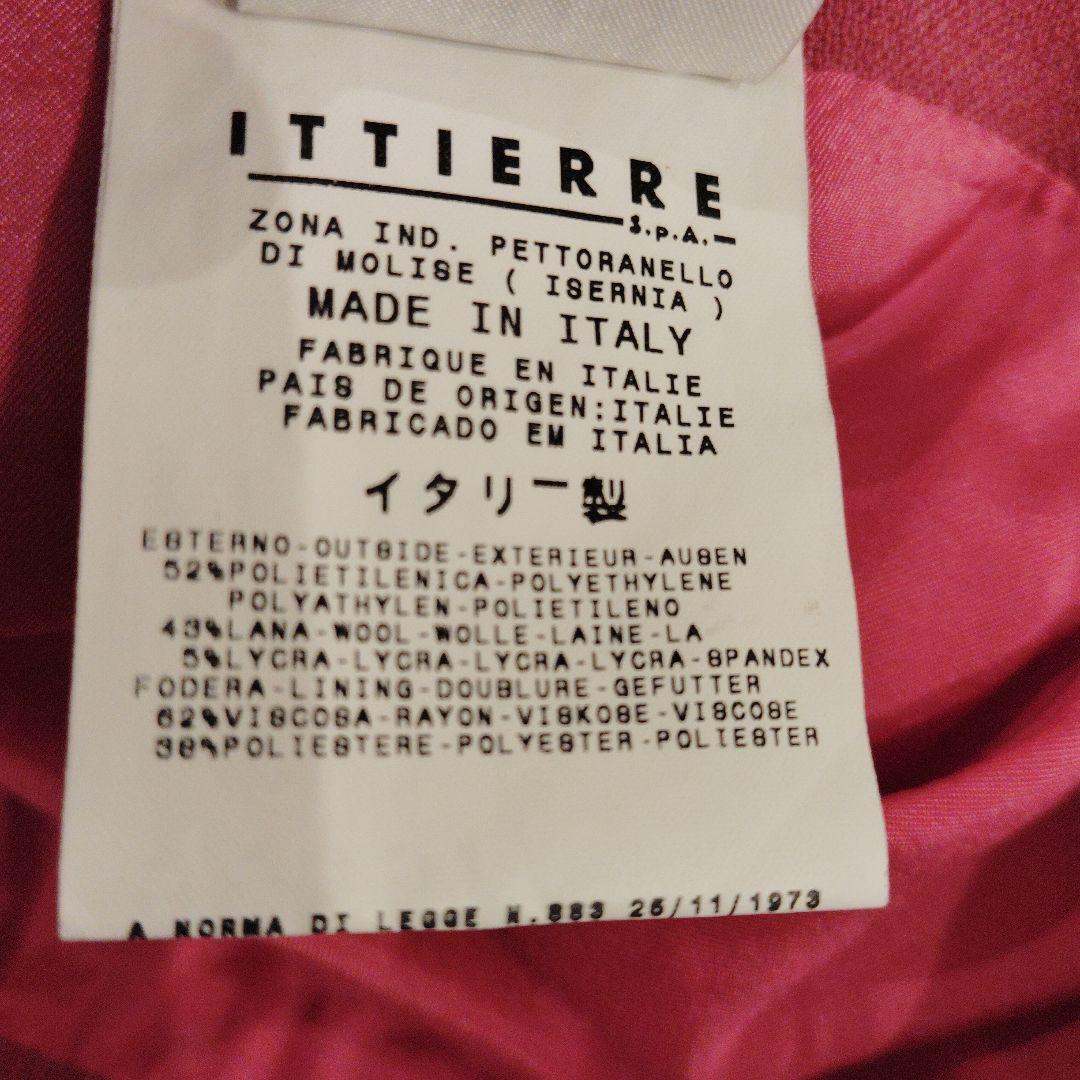 ITTIERRE
S.p.A.
ZONA IND. PETTORANELLO
DI MOLISE ( ISERNIA )
MADE IN ITALY
FABRIQUE EN ITALIE
PAIS DE ORIGEN:ITALIE
FABRICADO EM ITALIA
イタリー製
ESTERNO-OUTSIDE-EXTERIEUR-AUSEN
52%POLIETILENICA-POLYETHYLENE
POLYATHYLEN-POLIETILENO
43%LANA-WOOL-WOLLE-LAINE-LA
5%LYCRA-LYCRA-LYCRA-LYCRA-SPANDEX
FODERA-LINING-DOUBLURE-GEFUTTER
62%VISCOSA-RAYON-VISKOSE-VISCOSE
38%POLIESTERE-POLYESTER-POLIESTER
A NORMA DI LEGGE N.883 26/11/1973